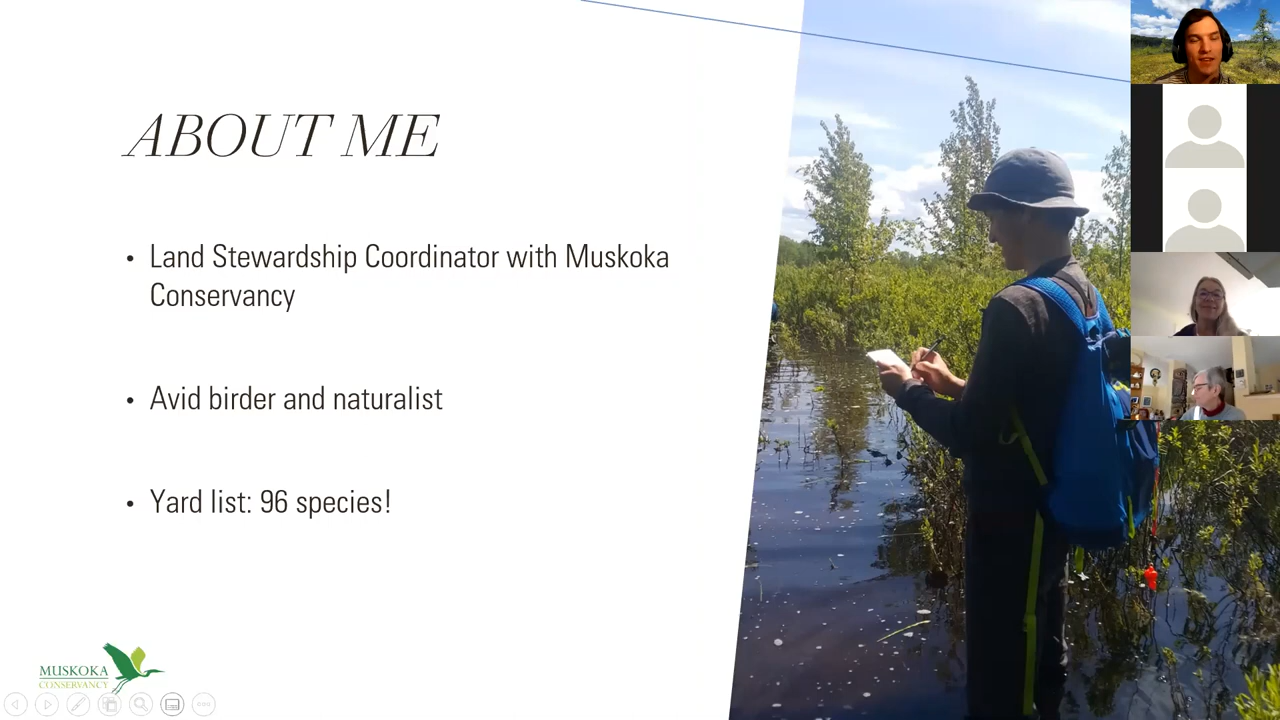 ABOUT ME
• Land Stewardship Coordinator with Muskoka
Conservancy
• Avid birder and naturalist
• Yard list: 96 species!
MUSKOKA
CONSERVANCY